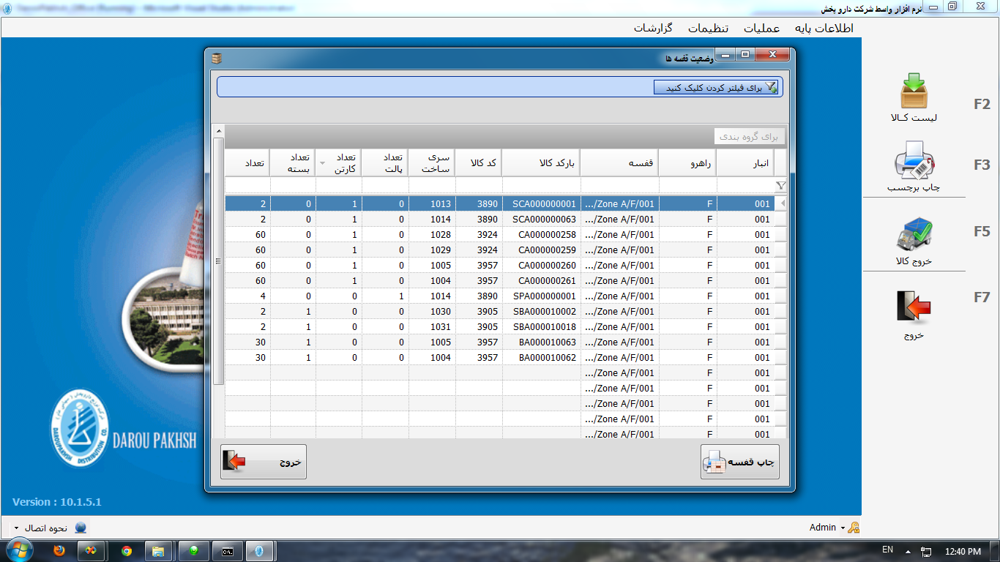 نرم افزار واسط شرکت دارو پخش
اطلاعات پایه عملیات تنظیمات گزارشات
وضعیت قفسه ها
برای فیلتر کردن کلیک کنید
برای گروه بندی
انبار راهرو قفسه بارکد کالا کد کالا سری ساخت تعداد پالت تعداد کارتن تعداد بسته تعداد
001 F .../Zone A/F/001 SCA000000001 3890 1013 0 1 0 2
001 F .../Zone A/F/001 SCA000000063 3890 1014 0 1 0 2
001 F .../Zone A/F/001 CA000000258 3924 1028 0 1 0 60
001 F .../Zone A/F/001 CA000000259 3924 1029 0 1 0 60
001 F .../Zone A/F/001 CA000000260 3957 1005 0 1 0 60
001 F .../Zone A/F/001 CA000000261 3957 1004 0 1 0 60
001 F .../Zone A/F/001 SPA000000001 3890 1014 1 0 0 4
001 F .../Zone A/F/001 SBA000010002 3905 1030 0 0 1 2
001 F .../Zone A/F/001 SBA000010018 3905 1031 0 0 1 2
001 F .../Zone A/F/001 BA000010063 3957 1005 0 0 1 30
001 F .../Zone A/F/001 BA000010062 3957 1004 0 0 1 30
001 F .../Zone A/F/001
001 F .../Zone A/F/001
001 F .../Zone A/F/001
001 F .../Zone A/F/001
001 F .../Zone A/F/001
چاپ قفسه
خروج
F2
لیست کـالا
F3
چاپ برچسب
F5
خروج کالا
F7
خروج
DAROU PAKHSH
DAROUPAKHSH DISTRIBUTION CO.
Version : 10.1.5.1
نحوه اتصال
Admin
EN
12:40 PM